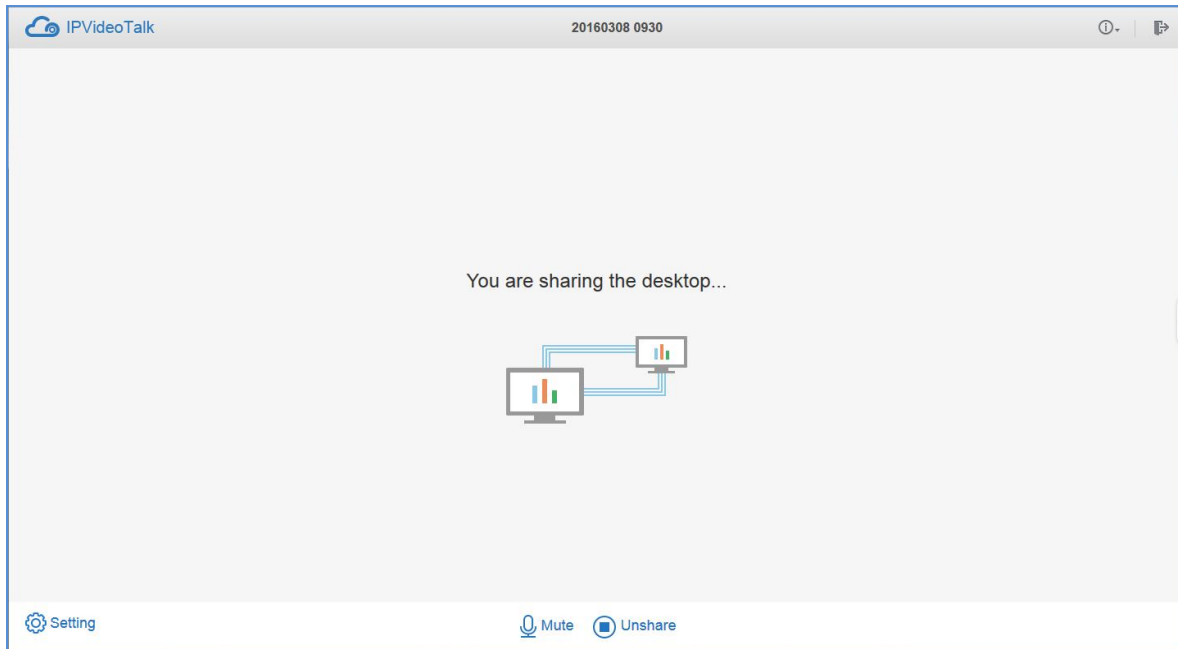 IPVideoTalk
20160308 0930
You are sharing the desktop...
Setting
Mute
Unshare